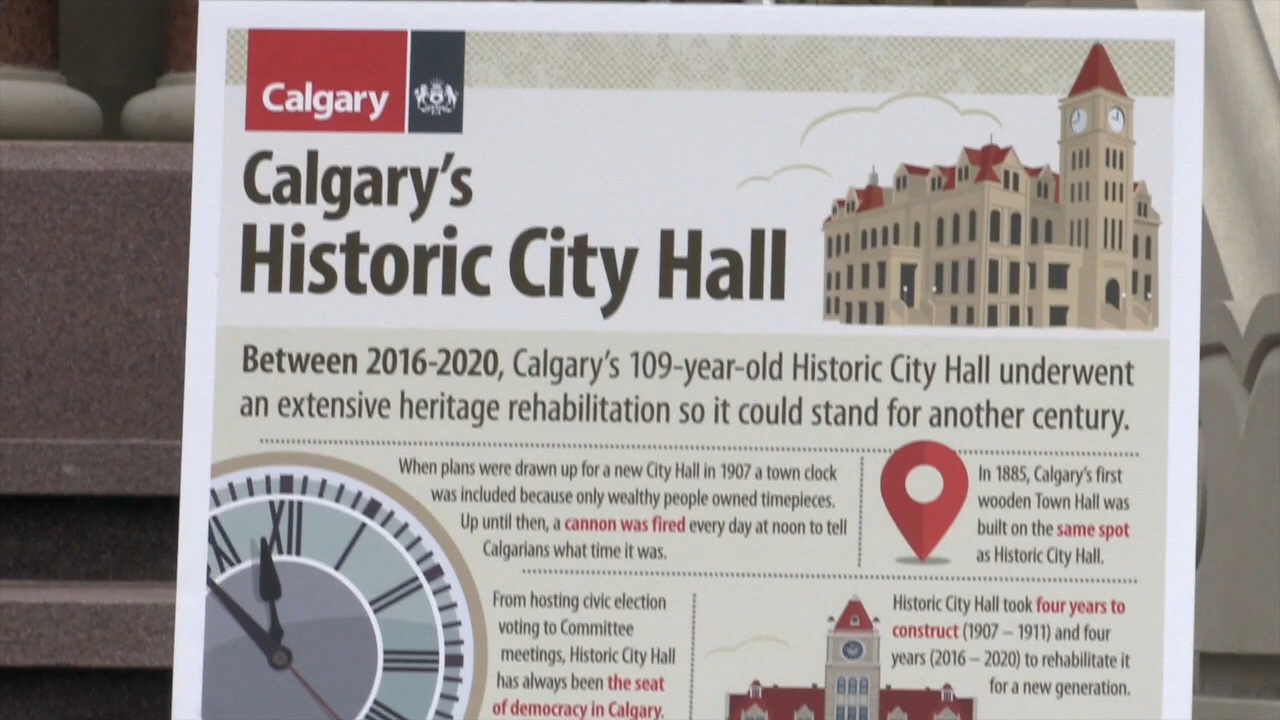 Calgary
Calgary's
Historic City Hall
Between 2016-2020, Calgary's 109-year-old Historic City Hall underwent
an extensive heritage rehabilitation so it could stand for another century.
When plans were drawn up for a new City Hall in 1907 a town clock
was included because only wealthy people owned timepieces.
Up until then, a cannon was fired every day at noon to tell
Calgarians what time it was.
In 1885, Calgary's first
wooden Town Hall was
built on the same spot
as Historic City Hall.
XII
From hosting civic election
voting to Committee
meetings, Historic City Hall
has always been the seat
of democracy in Calgary.
Historic City Hall took four years to
construct (1907 – 1911) and four
years (2016 – 2020) to rehabilitate it
for a new generation.